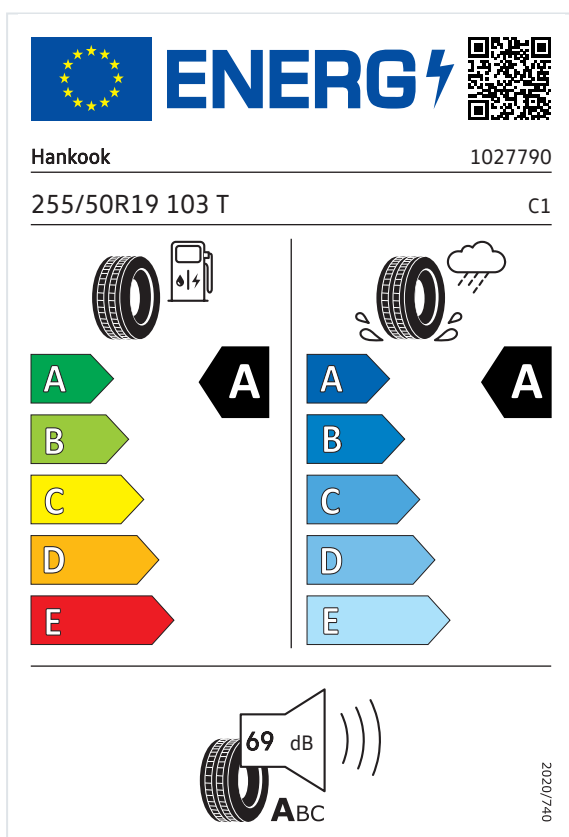 ENERG
Hankook 1027790
255/50R19 103 T C1
A A A A
B B
C C
D D
E E
69 dB
ABC
2020/740